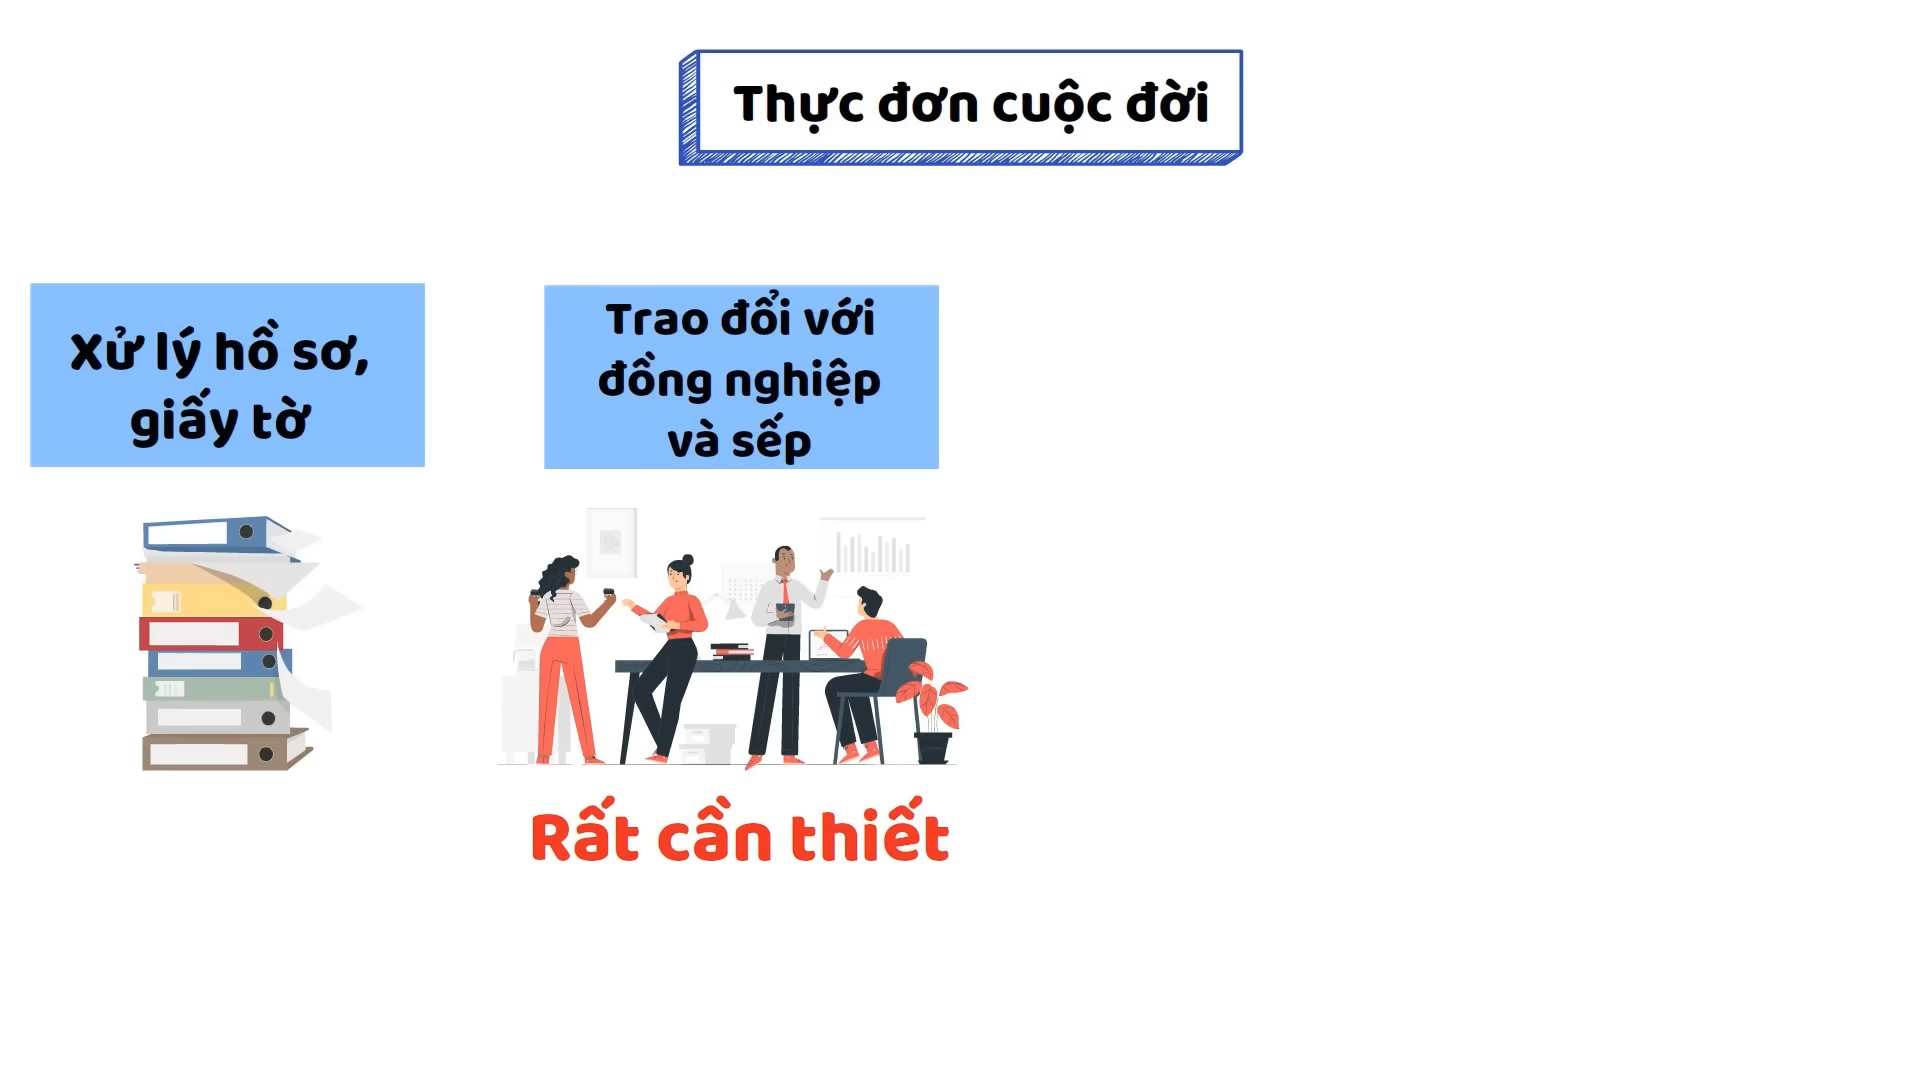 Thực đơn cuộc đời
Xử lý hồ sơ,
giấy tờ
Trao đổi với
đồng nghiệp
và sếp
Rất cần thiết